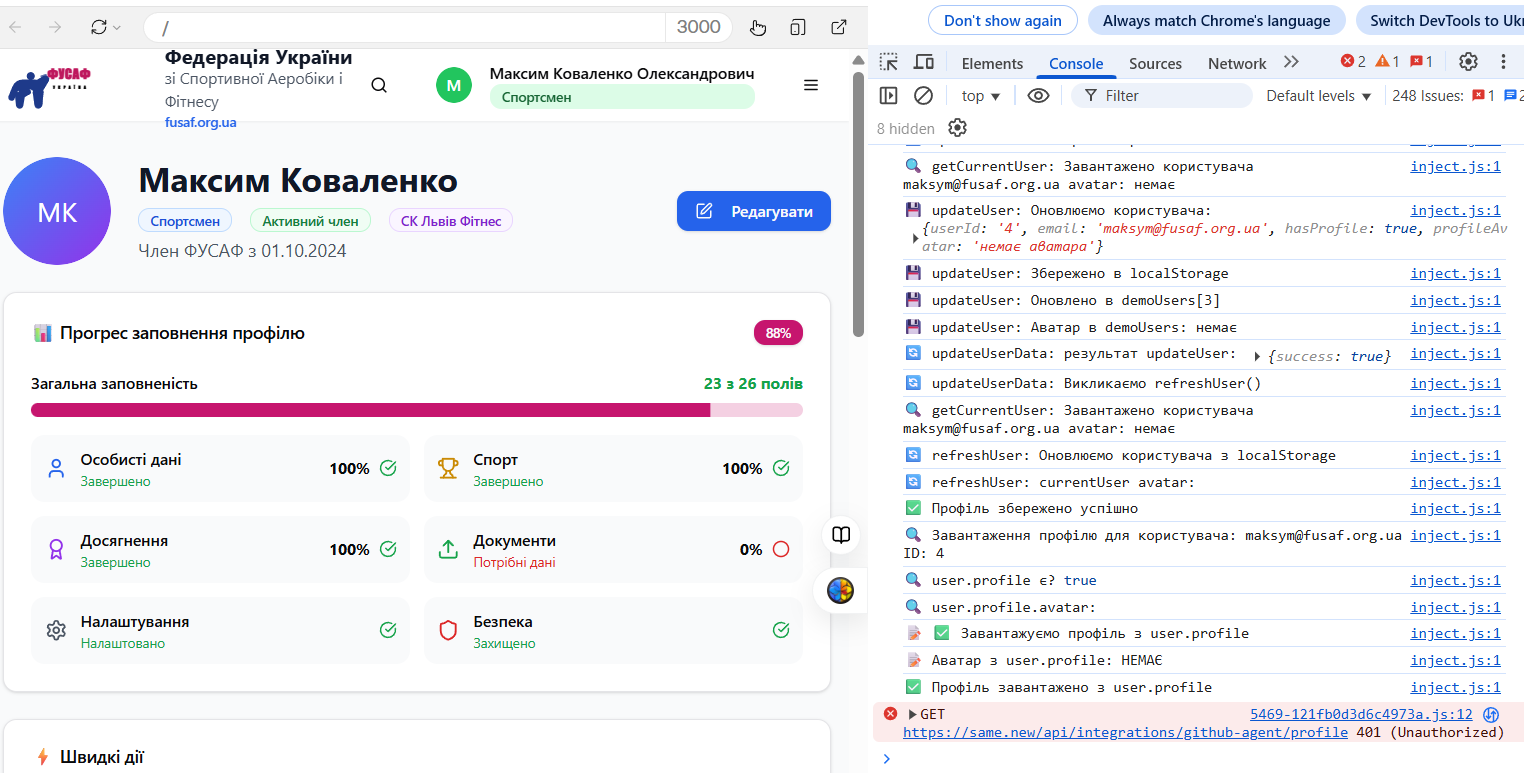 /
3000
ФУСАФ
УКРАЇНА
Федерація України
зі Спортивної Аеробіки і
Фітнесу
fusaf.org.ua
М
Максим Коваленко Олександрович
Спортсмен
МК
Максим Коваленко
Спортсмен
Активний член
СК Львів Фітнес
Член ФУСАФ з 01.10.2024
Редагувати
Прогрес заповнення профілю
88%
Загальна заповненість
23 з 26 полів
Особисті дані
Завершено
100%
Спорт
Завершено
100%
Досягнення
Завершено
100%
Документи
Потрібні дані
0%
Налаштування
Налаштовано
Безпека
Захищено
Швидкі дії
Don't show again
Always match Chrome's language
Switch DevTools to Ukr
Elements
Console
Sources
Network
2
1
1
top
Filter
Default levels
248 Issues:
1
2
8 hidden
getCurrentUser: Завантажено користувача
inject.js:1
maksym@fusaf.org.ua avatar: немає
updateUser: Оновлюємо користувача:
inject.js:1
{userId: '4', email: 'maksym@fusaf.org.ua', hasProfile: true, profileAv
atar: 'немає аватара'}
updateUser: Збережено в localStorage
inject.js:1
updateUser: Оновлено в demoUsers[3]
inject.js:1
updateUser: Аватар в demoUsers: немає
inject.js:1
updateUserData: результат updateUser: {success: true}
inject.js:1
updateUserData: Викликаємо refreshUser()
inject.js:1
getCurrentUser: Завантажено користувача
inject.js:1
maksym@fusaf.org.ua avatar: немає
refreshUser: Оновлюємо користувача з localStorage
inject.js:1
refreshUser: currentUser avatar:
inject.js:1
Профіль збережено успішно
inject.js:1
Завантаження профілю для користувача: maksym@fusaf.org.ua
inject.js:1
ID: 4
user.profile є? true
inject.js:1
user.profile.avatar:
inject.js:1
Завантажуємо профіль з user.profile
inject.js:1
Аватар з user.profile: НЕМАЄ
inject.js:1
Профіль завантажено з user.profile
inject.js:1
GET
5469-121fb0d3d6c4973a.js:12
https://same.new/api/integrations/github-agent/profile 401 (Unauthorized)